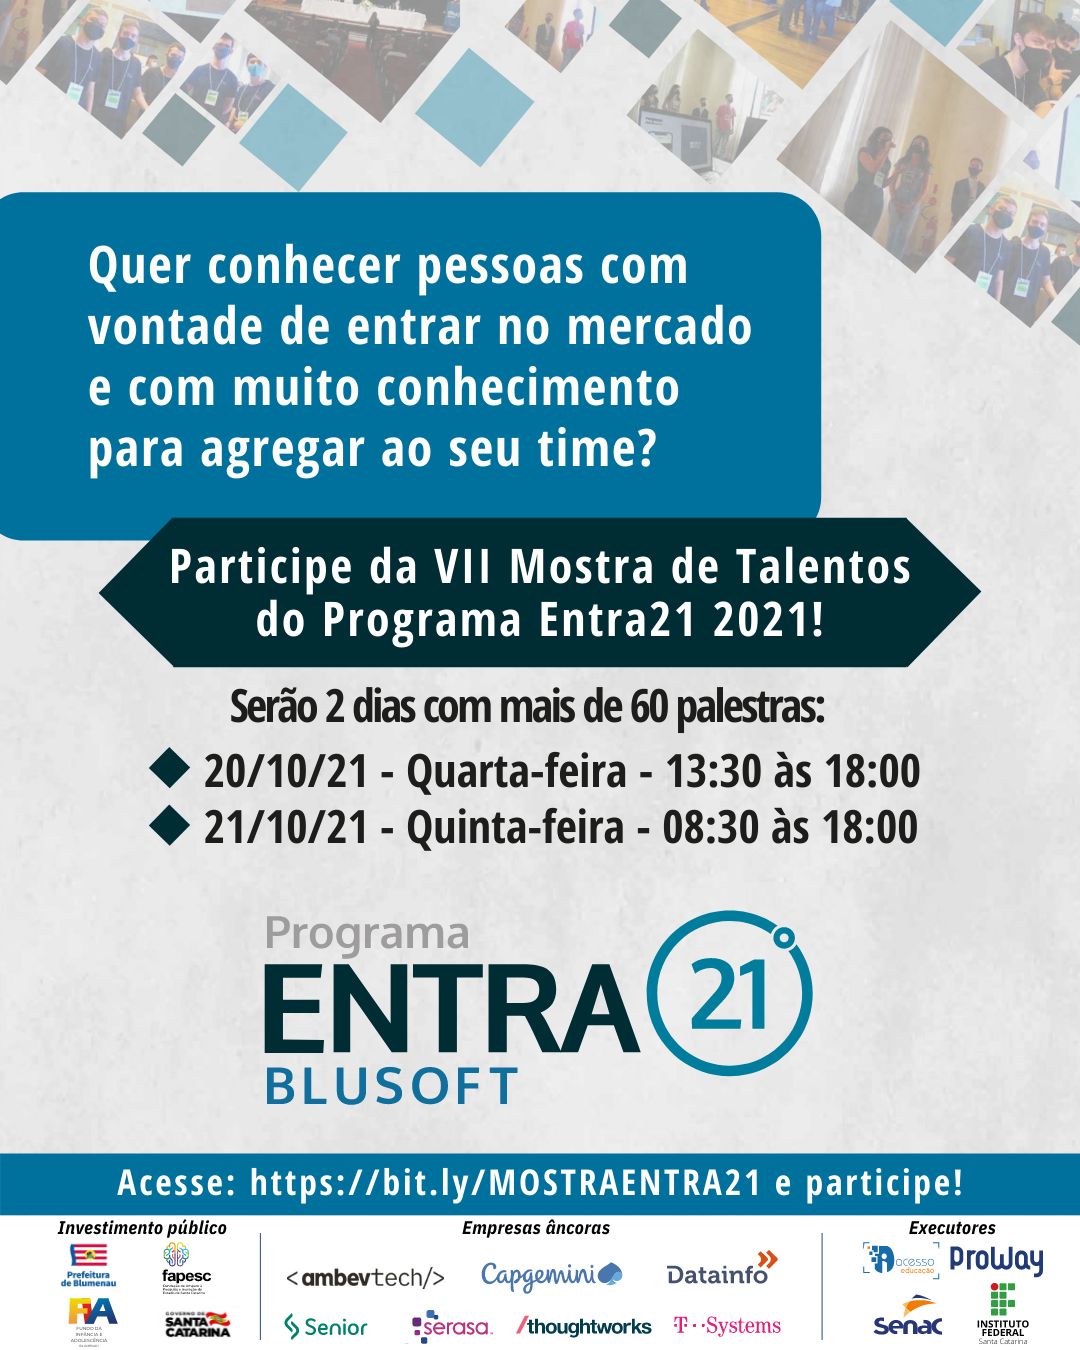 Quer conhecer pessoas com
vontade de entrar no mercado
e com muito conhecimento
para agregar ao seu time?
Participe da VII Mostra de Talentos
do Programa Entra21 2021!
Serão 2 dias com mais de 60 palestras:
20/10/21 - Quarta-feira - 13:30 às 18:00
21/10/21 - Quinta-feira - 08:30 às 18:00
Programa
ENTRA 21
BLUSOFT
Acesse: https://bit.ly/MOSTRAENTRA21 e participe!
Investimento público
Prefeitura
de Blumenau
fapesc
FIA
FUNDO DA
INFÂNCIA E
ADOLESCÊNCIA
GOVERNO DE
SANTA
CATARINA
Empresas âncoras
<ambevtech/>
Capgemini
Datainfo
Senior
serasa
/thoughtworks
T··Systems
Executores
acesso
educação
ProWay
Senac
INSTITUTO
FEDERAL
Santa Catarina